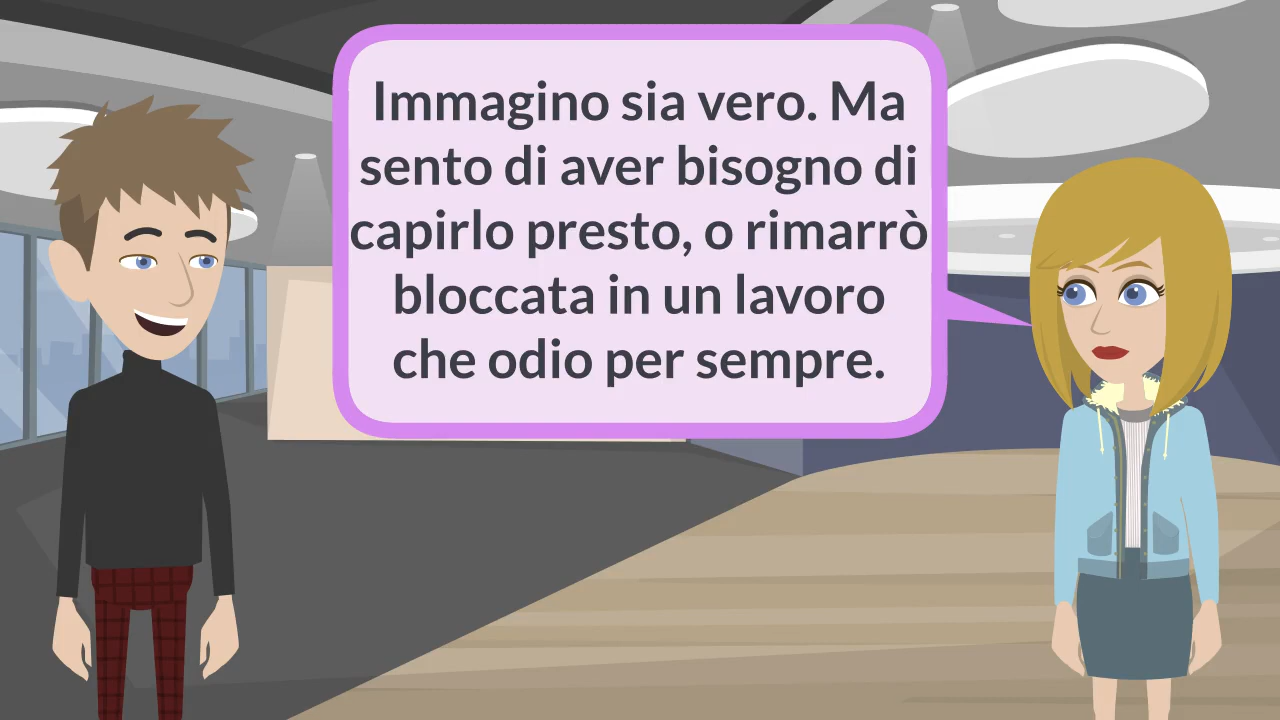 Immagino sia vero. Ma
sento di aver bisogno di
capirlo presto, o rimarrò
bloccata in un lavoro
che odio per sempre.